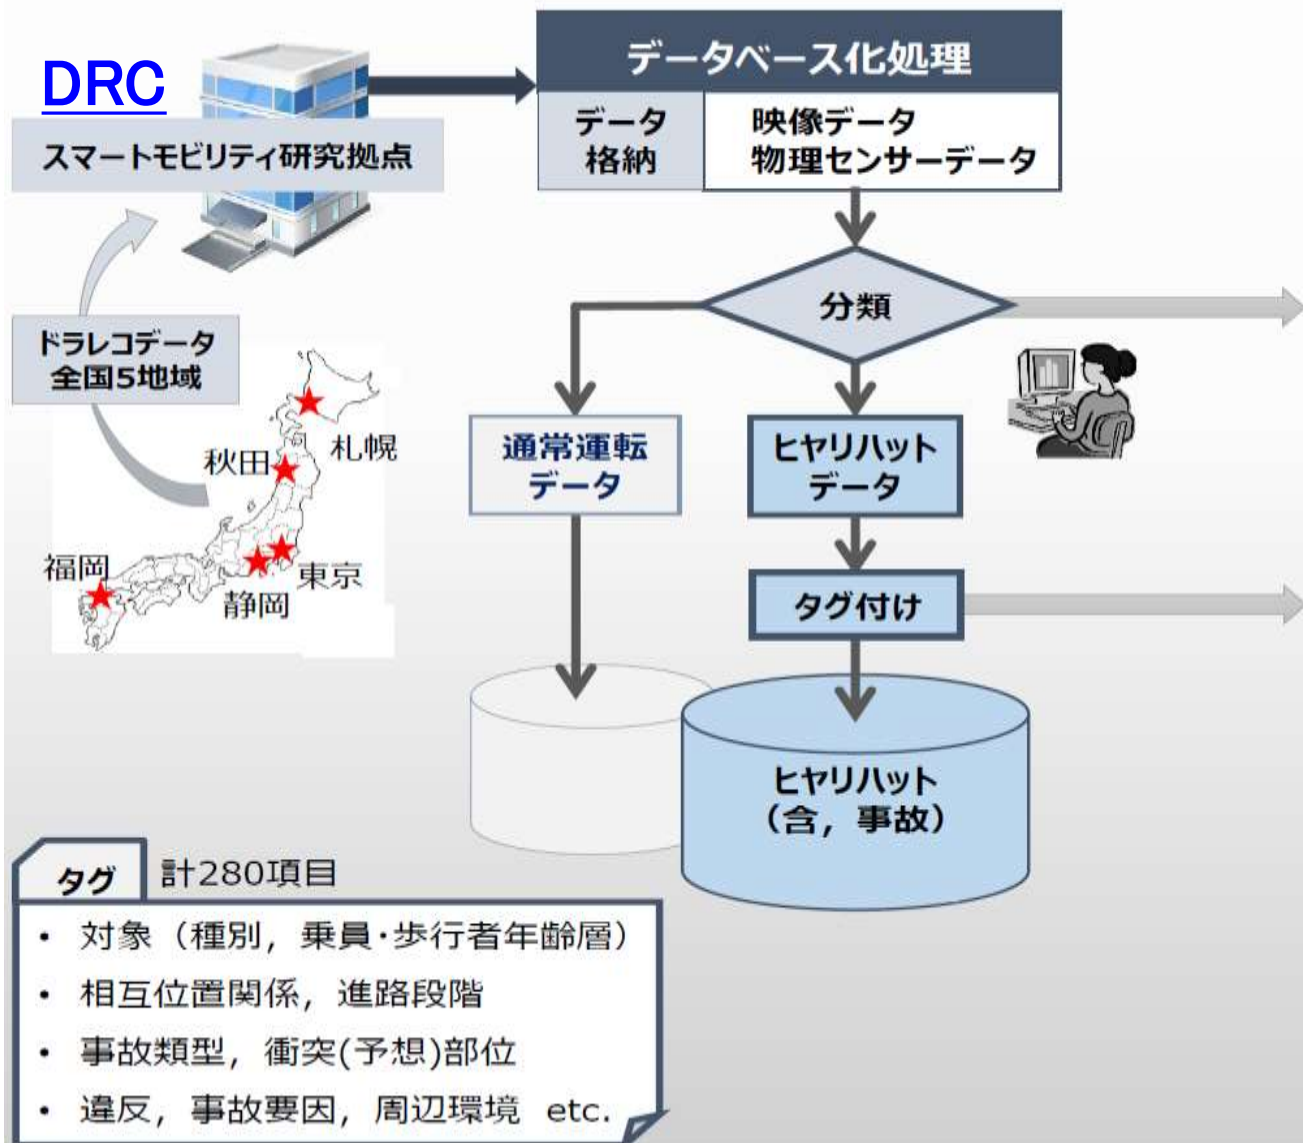 DRC
スマートモビリティ研究拠点
データベース化処理
データ
格納
映像データ
物理センサーデータ
分類
ドラレコデータ
全国5地域
札幌
秋田
福岡
東京
静岡
通常運転
データ
ヒヤリハット
データ
タグ付け
ヒヤリハット
（含，事故）
タグ
計280項目
• 対象（種別，乗員・歩行者年齢層）
• 相互位置関係，進路段階
• 事故類型，衝突(予想)部位
• 違反，事故要因，周辺環境 etc.